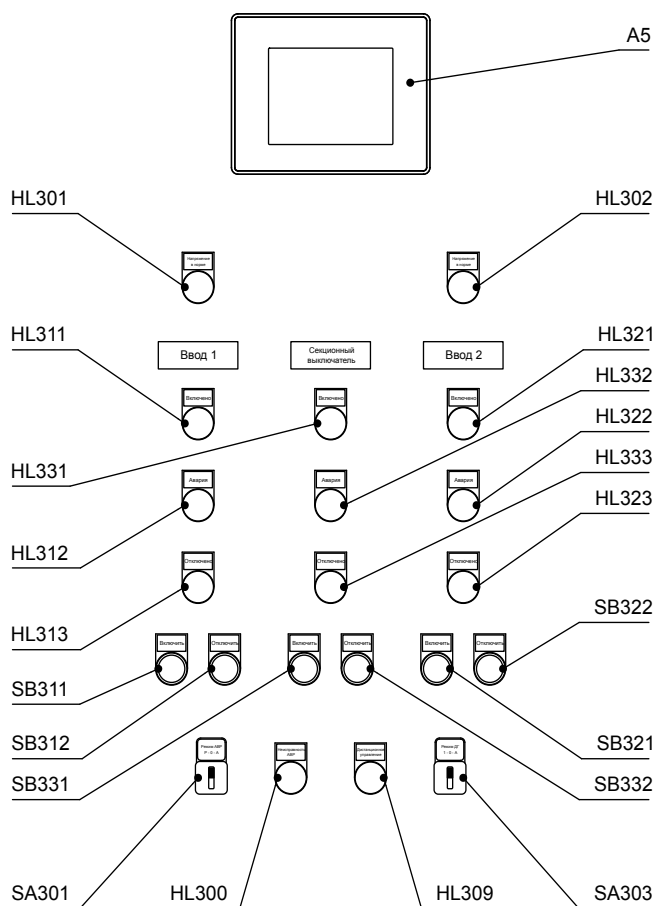 A5
HL301
HL302
Напряжение
в норме
Напряжение
в норме
HL311
HL321
Ввод 1
Секционный
выключатель
Ввод 2
HL332
Включено
Включено
Включено
HL322
HL331
HL333
Авария
Авария
Авария
HL312
HL323
Отключено
Отключено
Отключено
HL313
SB322
Включить
Отключить
Включить
Отключить
Включить
Отключить
SB311
SB312
SB321
Режим АВР
Р - 0 - А
Неисправность
АВР
Дистанционное
управление
Режим ДГ
1 - 0 - А
SB331
SB332
SA301
HL300
HL309
SA303